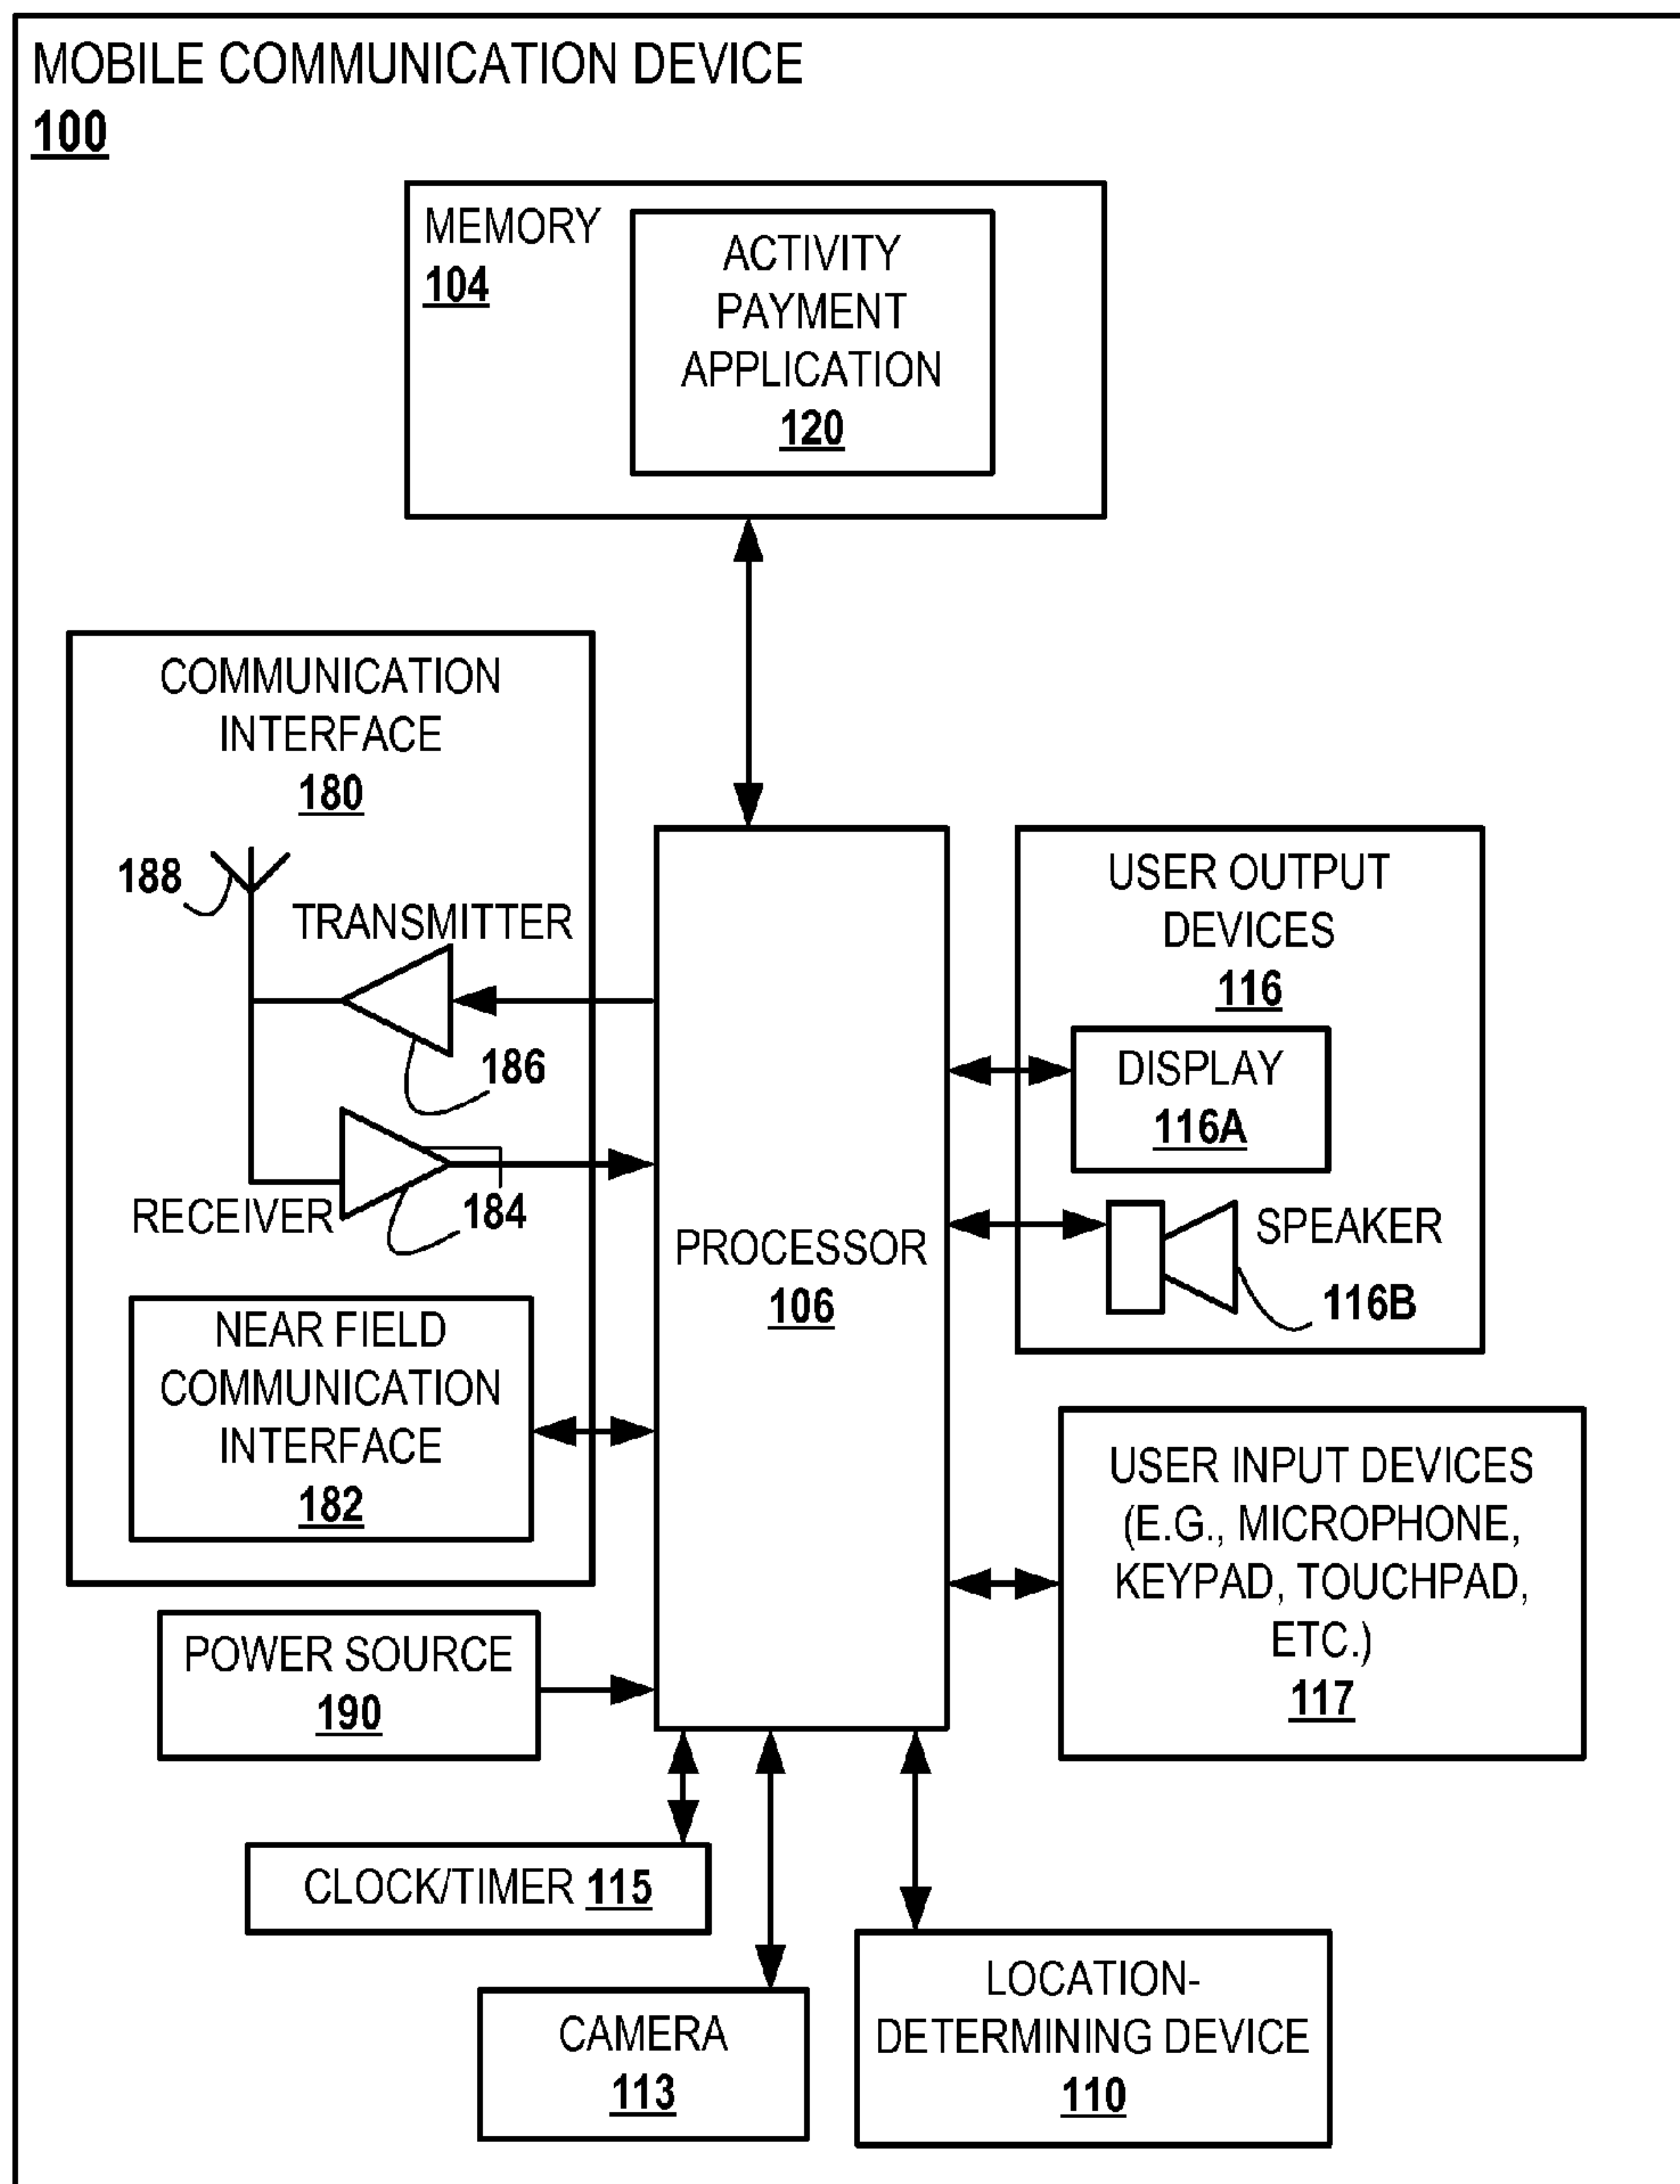 MOBILE COMMUNICATION DEVICE
100
MEMORY
104
ACTIVITY
PAYMENT
APPLICATION
120
COMMUNICATION
INTERFACE
180
188
TRANSMITTER
186
RECEIVER
184
NEAR FIELD
COMMUNICATION
INTERFACE
182
PROCESSOR
106
USER OUTPUT
DEVICES
116
DISPLAY
116A
SPEAKER
116B
USER INPUT DEVICES
(E.G., MICROPHONE,
KEYPAD, TOUCHPAD,
ETC.)
117
POWER SOURCE
190
CLOCK/TIMER 115
CAMERA
113
LOCATION-
DETERMINING DEVICE
110